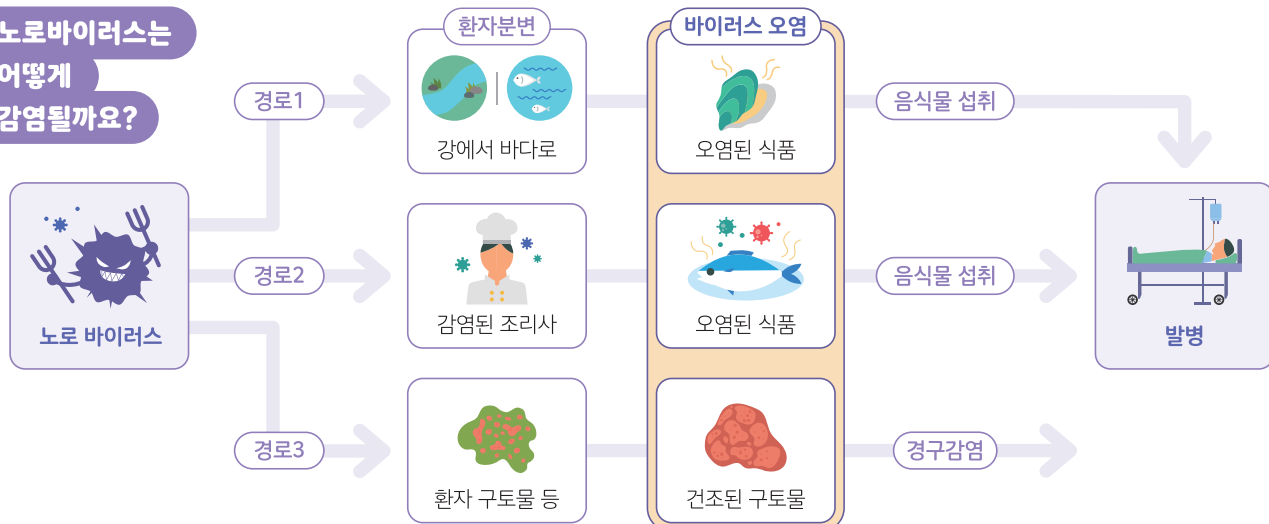 노로바이러스는
어떻게
감염될까요?
환자분변
바이러스 오염
경로1
강에서 바다로
오염된 식품
음식물 섭취
노로 바이러스
경로2
감염된 조리사
오염된 식품
음식물 섭취
발병
경로3
환자 구토물 등
건조된 구토물
경구감염